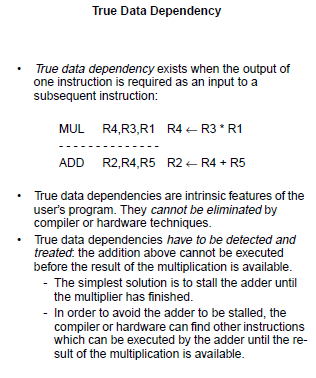 True Data Dependency
• True data dependency exists when the output of
one instruction is required as an input to a
subsequent instruction:
MUL R4,R3,R1 R4 ← R3 * R1
- - - - - - - - - - - - - -
ADD R2,R4,R5 R2 ← R4 + R5
• True data dependencies are intrinsic features of the
user's program. They cannot be eliminated by
compiler or hardware techniques.
• True data dependencies have to be detected and
treated: the addition above cannot be executed
before the result of the multiplication is available.
- The simplest solution is to stall the adder until
the multiplier has finished.
- In order to avoid the adder to be stalled, the
compiler or hardware can find other instructions
which can be executed by the adder until the re-
sult of the multiplication is available.